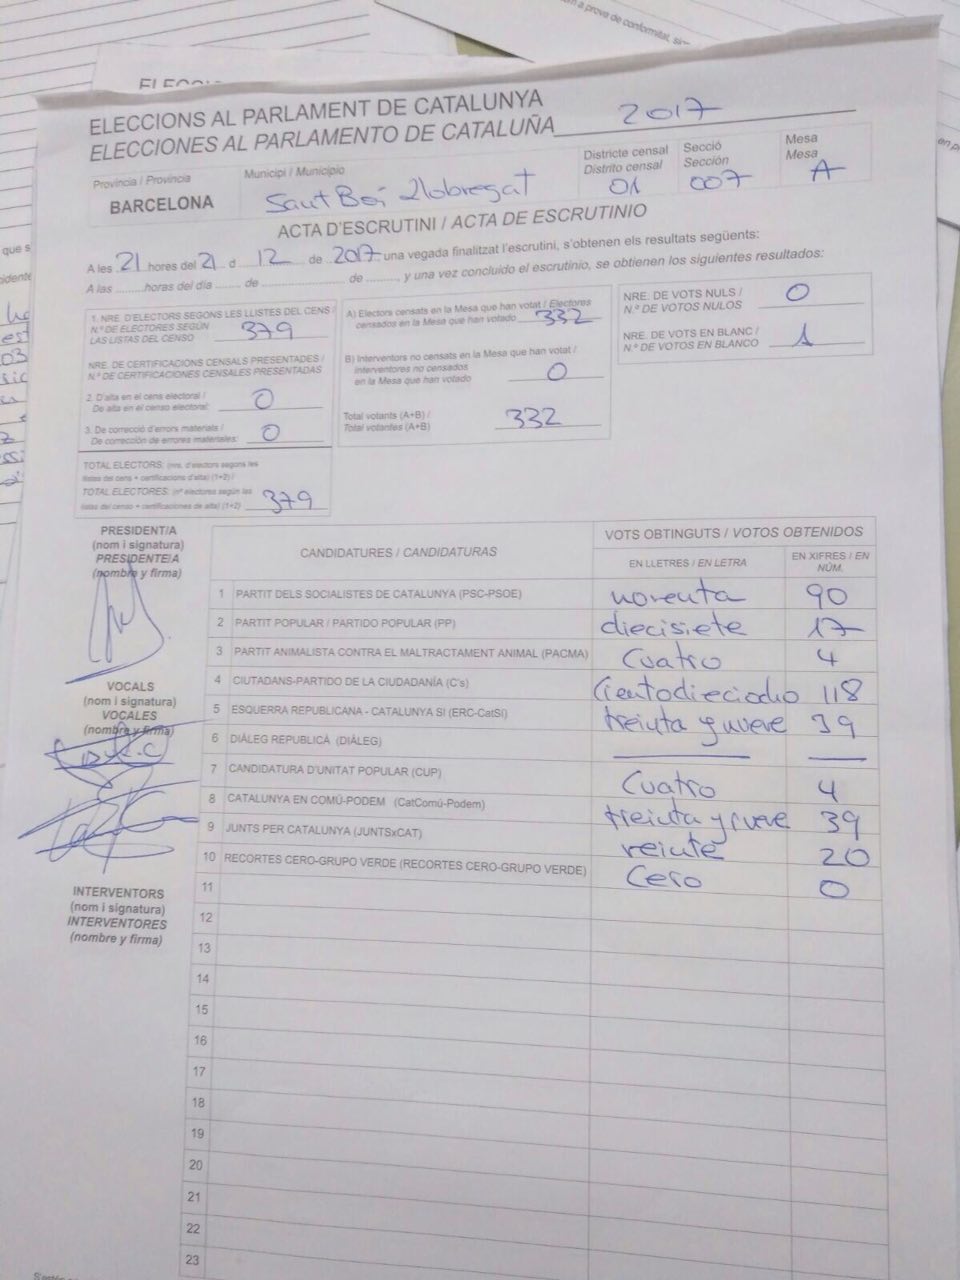 ELECCIONS AL PARLAMENT DE CATALUNYA
ELECCIONES AL PARLAMENTO DE CATALUÑA 2017
Província / Provincia
BARCELONA
Municipi / Municipio
Sant Boi Llobregat
Districte censal
Distrito censal
01
Secció
Sección
007
Mesa
Mesa
A
ACTA D'ESCRUTINI / ACTA DE ESCRUTINIO
A les 21 hores del 21 d 12 de 2017 una vegada finalitzat l'escrutini, s'obtenen els resultats següents:
A las ......... horas del día ..... de ............................ de ........, y una vez concluido el escrutinio, se obtienen los siguientes resultados:
1. NRE. D'ELECTORS SEGONS LES LLISTES DEL CENS /
N.º DE ELECTORES SEGÚN
LAS LISTAS DEL CENSO 379
NRE. DE CERTIFICACIONS CENSALS PRESENTADES /
N.º DE CERTIFICACIONES CENSALES PRESENTADAS
2. D'alta en el cens electoral /
De alta en el censo electoral: 0
3. De correcció d'errors materials /
De corrección de errores materiales: 0
TOTAL ELECTORS: (nre. d'electors segons les
llistes del cens + certificacions d'alta) (1+2) /
TOTAL ELECTORES: (nº electores según las
listas del censo + certificaciones de alta) (1+2) 379
A) Electors censats en la Mesa que han votat / Electores
censados en la Mesa que han votado 332
B) Interventors no censats en la Mesa que han votat /
interventores no censados
en la Mesa que han votado 0
Total votants (A+B) /
Total votantes (A+B) 332
NRE. DE VOTS NULS /
N.º DE VOTOS NULOS 0
NRE. DE VOTS EN BLANC /
N.º DE VOTOS EN BLANCO 1
PRESIDENT/A
(nom i signatura)
PRESIDENTE/A
(nombre y firma)
VOCALS
(nom i signatura)
VOCALES
(nombre y firma)
INTERVENTORS
(nom i signatura)
INTERVENTORES
(nombre y firma)
CANDIDATURES / CANDIDATURAS
VOTS OBTINGUTS / VOTOS OBTENIDOS
EN LLETRES / EN LETRA
EN XIFRES / EN
NÚM.
1 PARTIT DELS SOCIALISTES DE CATALUNYA (PSC-PSOE) noventa 90
2 PARTIT POPULAR / PARTIDO POPULAR (PP) diecisiete 17
3 PARTIT ANIMALISTA CONTRA EL MALTRACTAMENT ANIMAL (PACMA) Cuatro 4
4 CIUTADANS-PARTIDO DE LA CIUDADANÍA (C's) Cientodieciocho 118
5 ESQUERRA REPUBLICANA - CATALUNYA SI (ERC-CatSI) treinta y nueve 39
6 DIÀLEG REPUBLICÀ (DIÀLEG)
7 CANDIDATURA D'UNITAT POPULAR (CUP) Cuatro 4
8 CATALUNYA EN COMÚ-PODEM (CatComú-Podem) treinta y nueve 39
9 JUNTS PER CATALUNYA (JUNTSxCAT) veinte 20
10 RECORTES CERO-GRUPO VERDE (RECORTES CERO-GRUPO VERDE) Cero 0
11
12
13
14
15
16
17
18
19
20
21
22
23